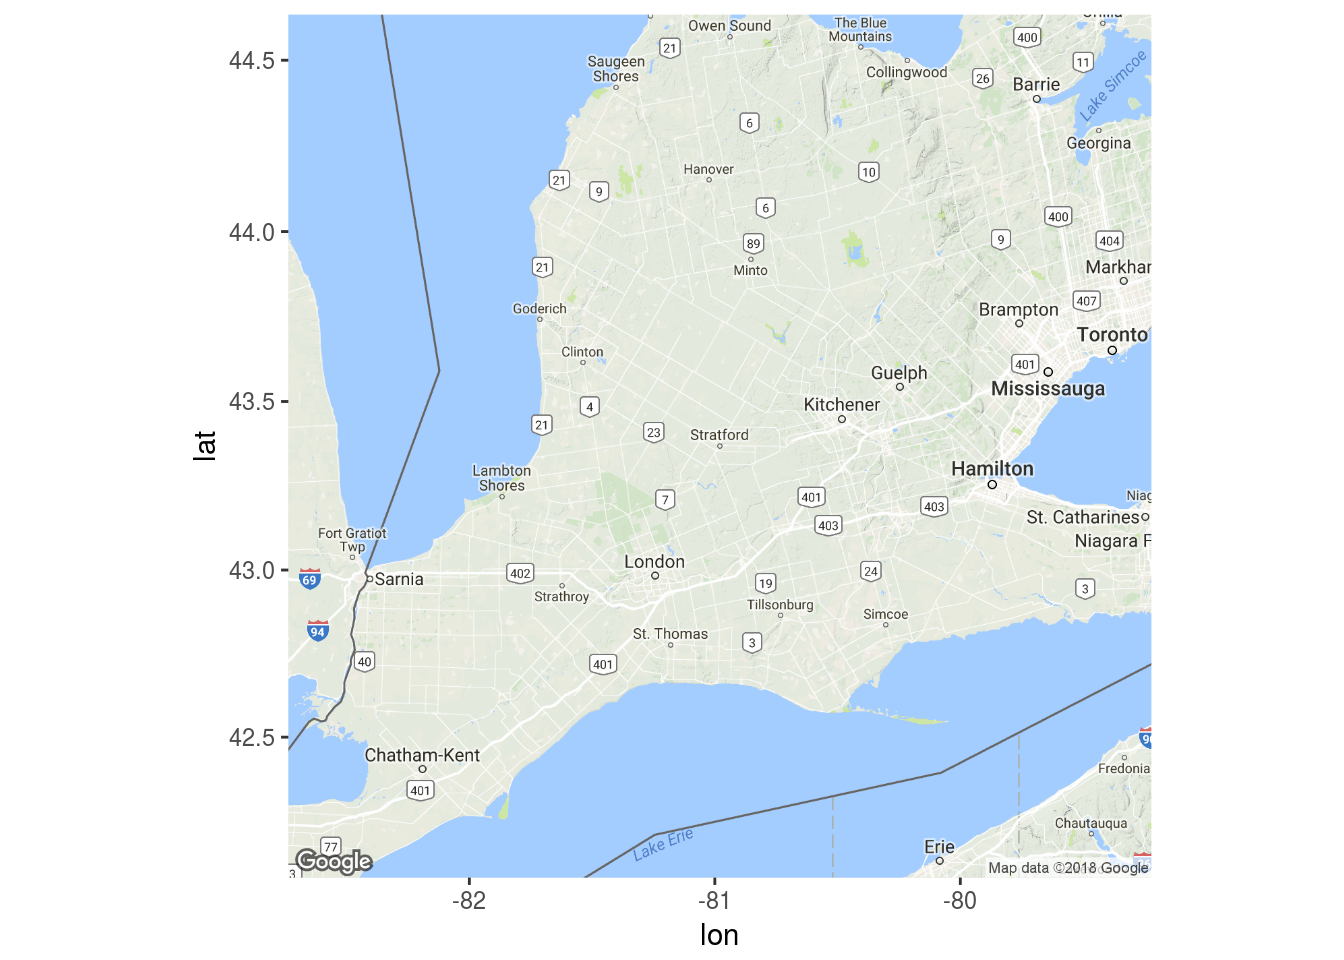 Owen Sound
The Blue
Mountains
21
400
44.5
Saugeen
Shores
Collingwood
26
11
Barrie
Lake Simcoe
6
Georgina
Hanover
10
21
9
6
400
44.0
89
9
404
Minto
21
Markhar
407
Goderich
Brampton
Toronto
Clinton
401
Guelph
Mississauga
43.5
4
Kitchener
21
23
Stratford
lat
Lambton
Shores
Hamilton
7
401
403
403
Niag
St. Catharines
Fort Gratiot
Twp
Niagara F
43.0
69
Sarnia
402
London
19
24
3
Strathroy
Tillsonburg
Simcoe
94
St. Thomas
3
40
401
42.5
Chatham-Kent
401
Fredonia
Chautauqua
Lake Erie
Erie
77
Google
3
Map data ©2018 Google
-82
-81
-80
lon